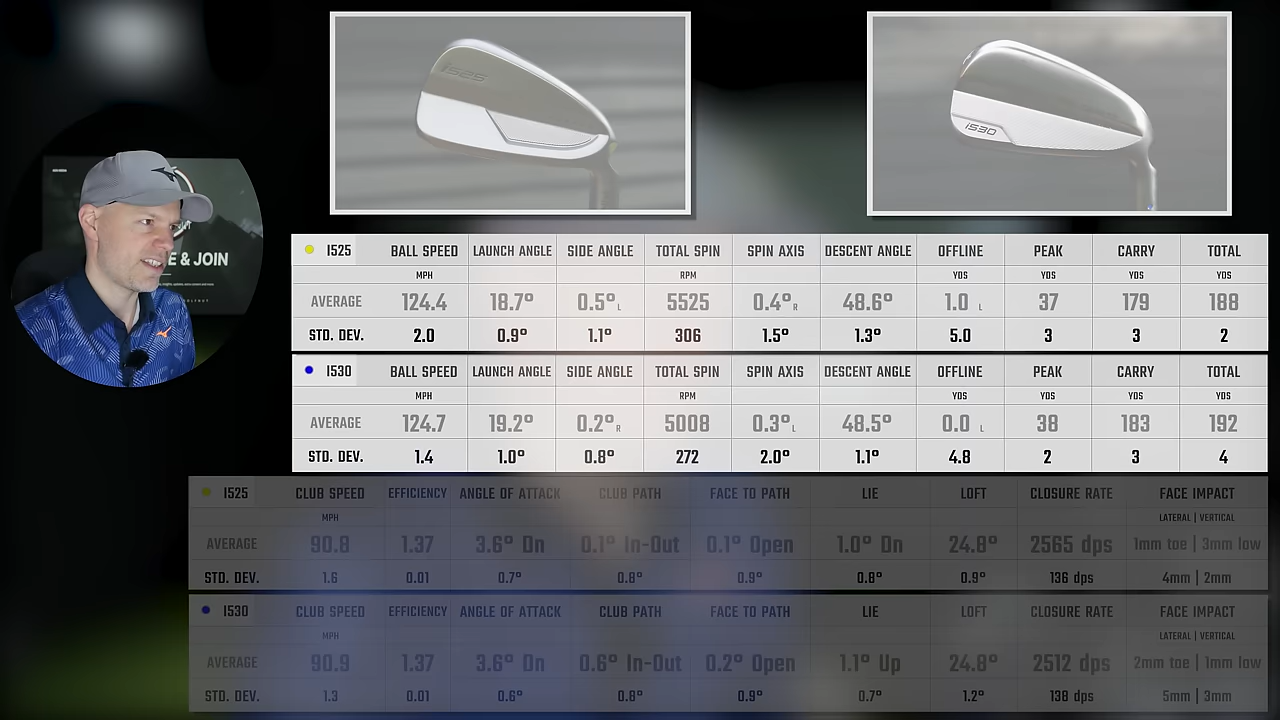 i525
i530
E & JOIN
I525 BALL SPEED LAUNCH ANGLE SIDE ANGLE TOTAL SPIN SPIN AXIS DESCENT ANGLE OFFLINE PEAK CARRY TOTAL
MPH RPM YDS YDS YDS YDS
AVERAGE 124.4 18.7° 0.5° L 5525 0.4° R 48.6° 1.0 L 37 179 188
STD. DEV. 2.0 0.9° 1.1° 306 1.5° 1.3° 5.0 3 3 2
I530 BALL SPEED LAUNCH ANGLE SIDE ANGLE TOTAL SPIN SPIN AXIS DESCENT ANGLE OFFLINE PEAK CARRY TOTAL
MPH RPM YDS YDS YDS YDS
AVERAGE 124.7 19.2° 0.2° R 5008 0.3° L 48.5° 0.0 L 38 183 192
STD. DEV. 1.4 1.0° 0.8° 272 2.0° 1.1° 4.8 2 3 4
I525 CLUB SPEED EFFICIENCY ANGLE OF ATTACK CLUB PATH FACE TO PATH LIE LOFT CLOSURE RATE FACE IMPACT
MPH LATERAL | VERTICAL
AVERAGE 90.8 1.37 3.6° Dn 0.1° In-Out 0.1° Open 1.0° Dn 24.8° 2565 dps 1mm toe | 3mm low
STD. DEV. 1.6 0.01 0.7° 0.8° 0.9° 0.8° 0.9° 136 dps 4mm | 2mm
I530 CLUB SPEED EFFICIENCY ANGLE OF ATTACK CLUB PATH FACE TO PATH LIE LOFT CLOSURE RATE FACE IMPACT
MPH LATERAL | VERTICAL
AVERAGE 90.9 1.37 3.6° Dn 0.6° In-Out 0.2° Open 1.1° Up 24.8° 2512 dps 2mm toe | 1mm low
STD. DEV. 1.3 0.01 0.6° 0.8° 0.9° 0.7° 1.2° 138 dps 5mm | 3mm